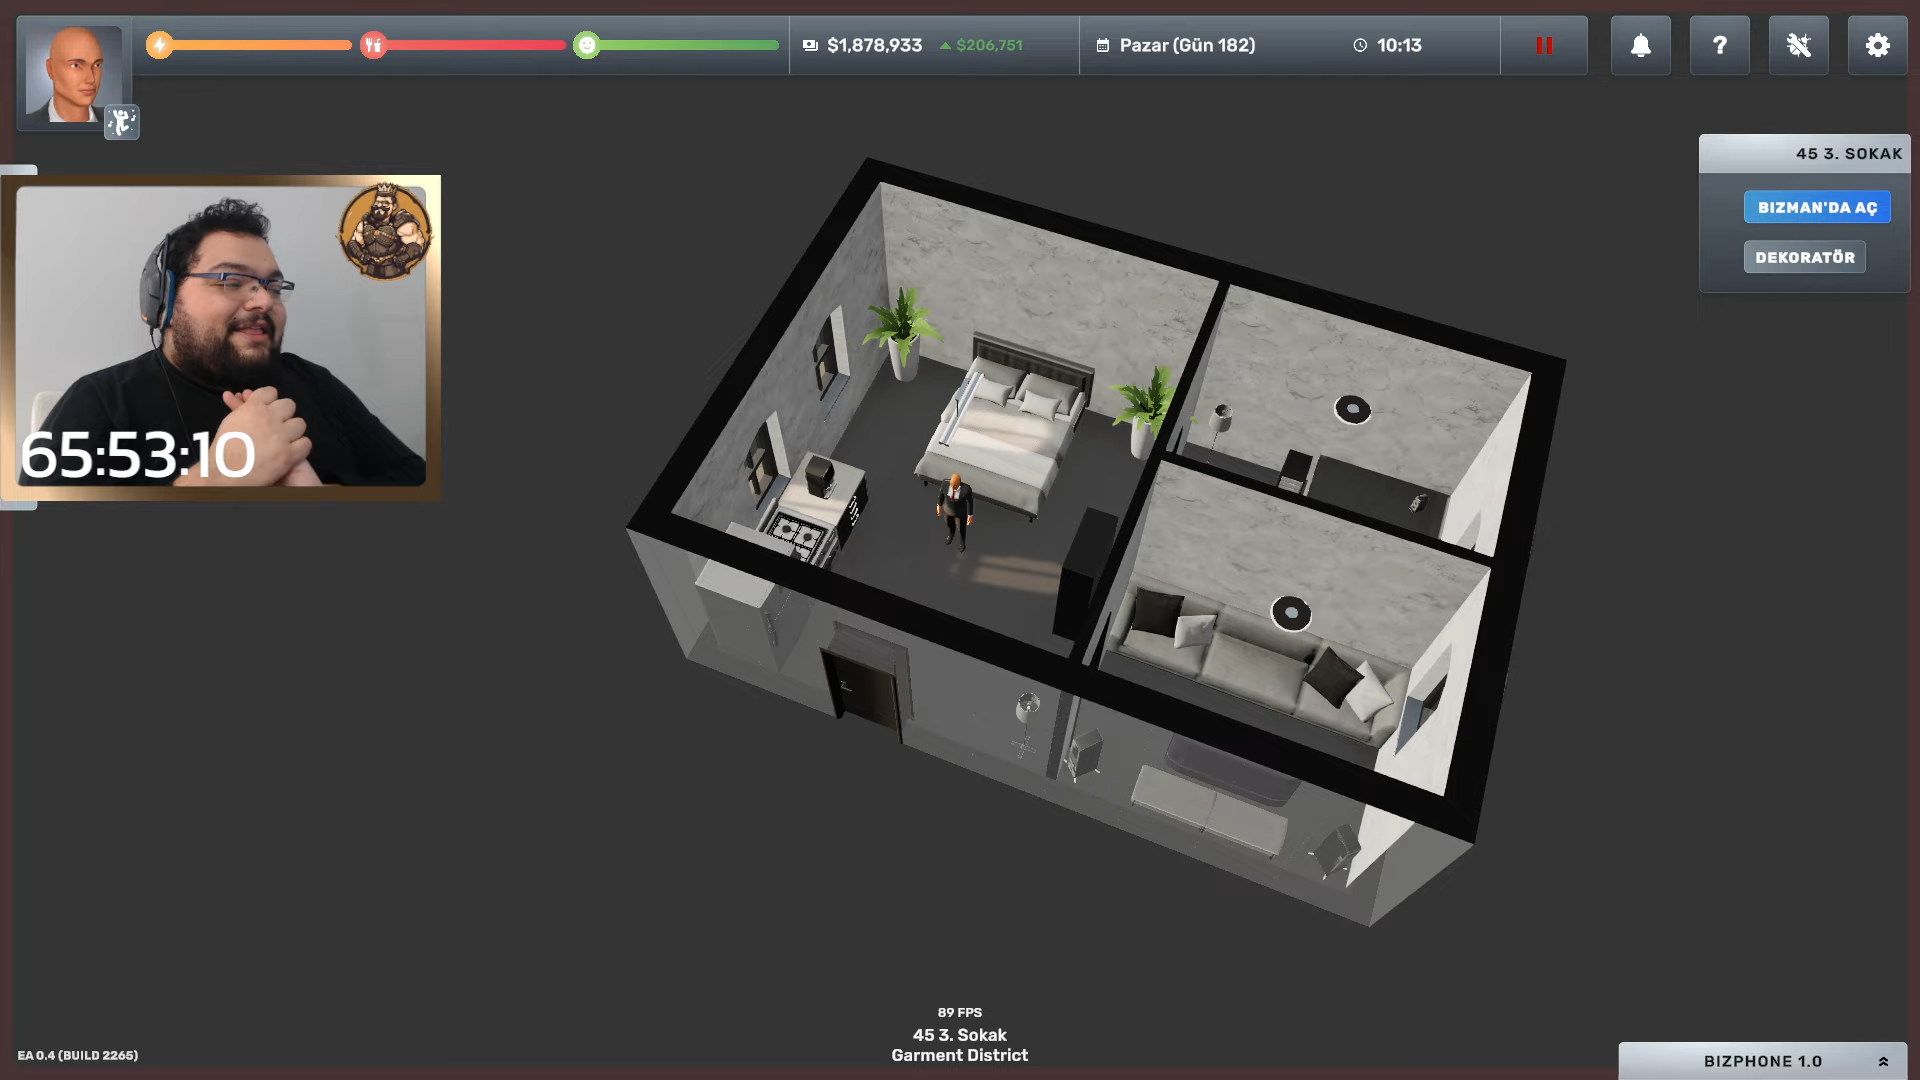 $1,878,933
$206,751
Pazar (Gün 182)
10:13
?
45 3. SOKAK
BIZMAN'DA AÇ
DEKORATÖR
65:53:10
89 FPS
45 3. Sokak
Garment District
EA 0.4 (BUILD 2265)
BIZPHONE 1.0